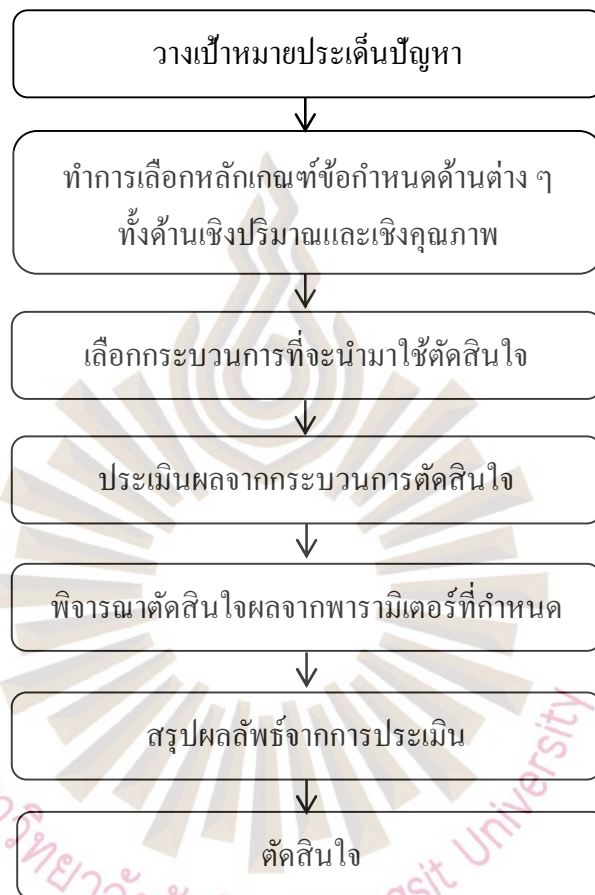 วางเป้าหมายประเด็นปัญหา
ทำการเลือกหลักเกณฑ์ข้อกำหนดด้านต่าง ๆ
ทั้งด้านเชิงปริมาณและเชิงคุณภาพ
เลือกกระบวนการที่จะนำมาใช้ตัดสินใจ
ประเมินผลจากกระบวนการตัดสินใจ
พิจารณาตัดสินใจผลจากพารามิเตอร์ที่กำหนด
สรุปผลลัพธ์จากการประเมิน
ตัดสินใจ
University